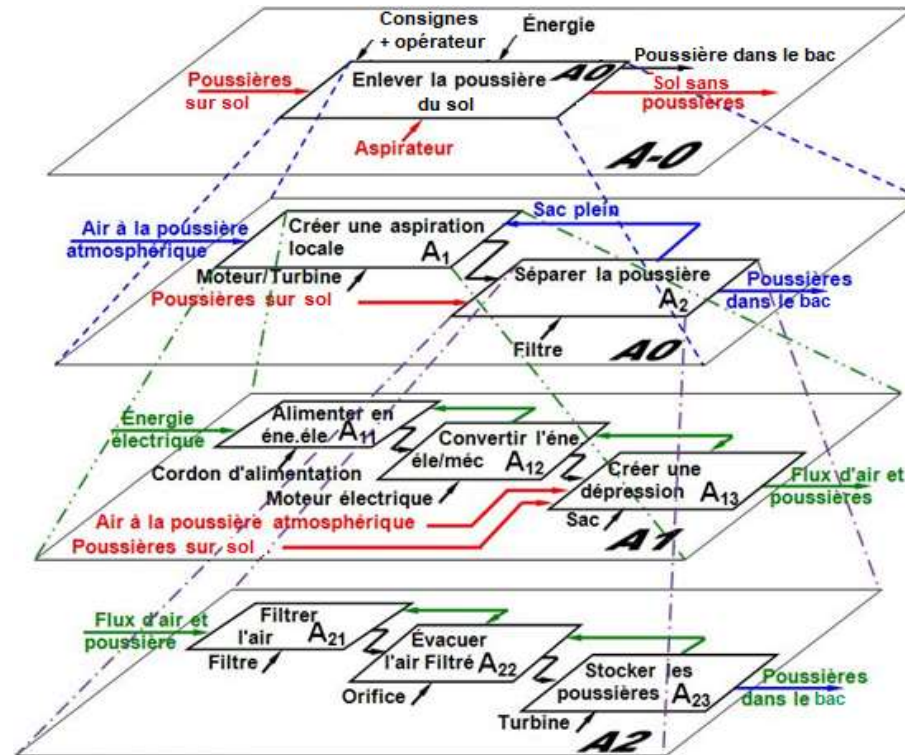 Consignes
+ opérateur
Énergie
Poussière dans le bac
Poussières
sur sol
Enlever la poussière
du sol
A0
Sol sans
poussières
Aspirateur
A-0
Air à la poussière
atmosphérique
Créer une aspiration
locale
A1
Sac plein
Moteur/Turbine
Poussières sur sol
Séparer la poussière
A2
Poussières
dans le bac
Filtre
A0
Énergie
électrique
Alimenter en
éne.éle/
A11
Cordon d'alimentation
Convertir l'éne
éle/méc
A12
Moteur électrique
Créer une
dépression
A13
Flux d'air et
poussières
Air à la poussière atmosphérique
Sac
Poussières sur sol .
A1
Flux d'air et
poussière
Filtrer
l'air
A21
Filtre
Évacuer
l'air Filtré
A22
Orifice
Stocker les
poussières
A23
Poussières
dans le bac
Turbine
A2